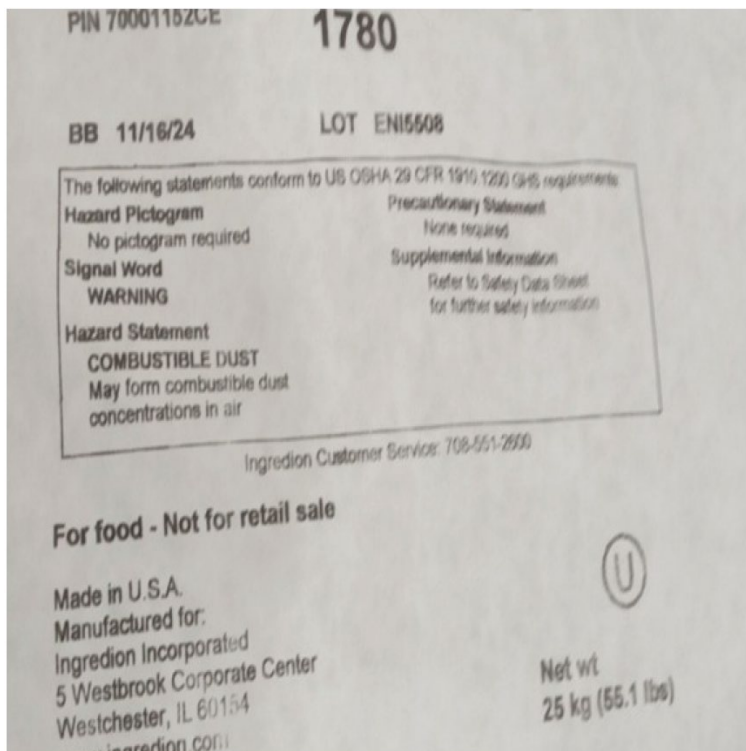 PIN 70001152CE
1780
BB 11/16/24
LOT ENI5508
The following statements conform to US OSHA 29 CFR 1910.1200 GHS requirements
Hazard Pictogram
No pictogram required
Signal Word
WARNING
Hazard Statement
COMBUSTIBLE DUST
May form combustible dust
concentrations in air
Precautionary Statement
None required
Supplemental Information
Refer to Safety Data Sheet
for further safety information
Ingredion Customer Service: 708-551-2600
For food - Not for retail sale
U
Made in U.S.A.
Manufactured for:
Ingredion Incorporated
5 Westbrook Corporate Center
Westchester, IL 60154
Net wt
25 kg (55.1 lbs)